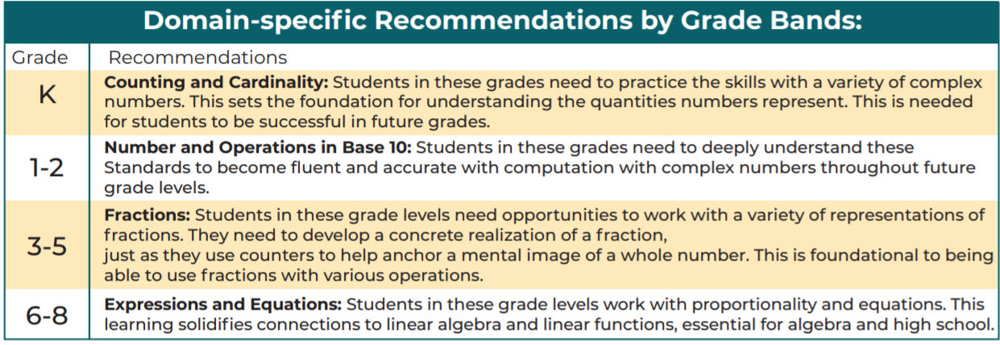 Domain-specific Recommendations by Grade Bands:
Grade Recommendations
K
Counting and Cardinality: Students in these grades need to practice the skills with a variety of complex
numbers. This sets the foundation for understanding the quantities numbers represent. This is needed
for students to be successful in future grades.
1-2
Number and Operations in Base 10: Students in these grades need to deeply understand these
Standards to become fluent and accurate with computation with complex numbers throughout future
grade levels.
3-5
Fractions: Students in these grade levels need opportunities to work with a variety of representations of
fractions. They need to develop a concrete realization of a fraction,
just as they use counters to help anchor a mental image of a whole number. This is foundational to being
able to use fractions with various operations.
6-8
Expressions and Equations: Students in these grade levels work with proportionality and equations. This
learning solidifies connections to linear algebra and linear functions, essential for algebra and high school.